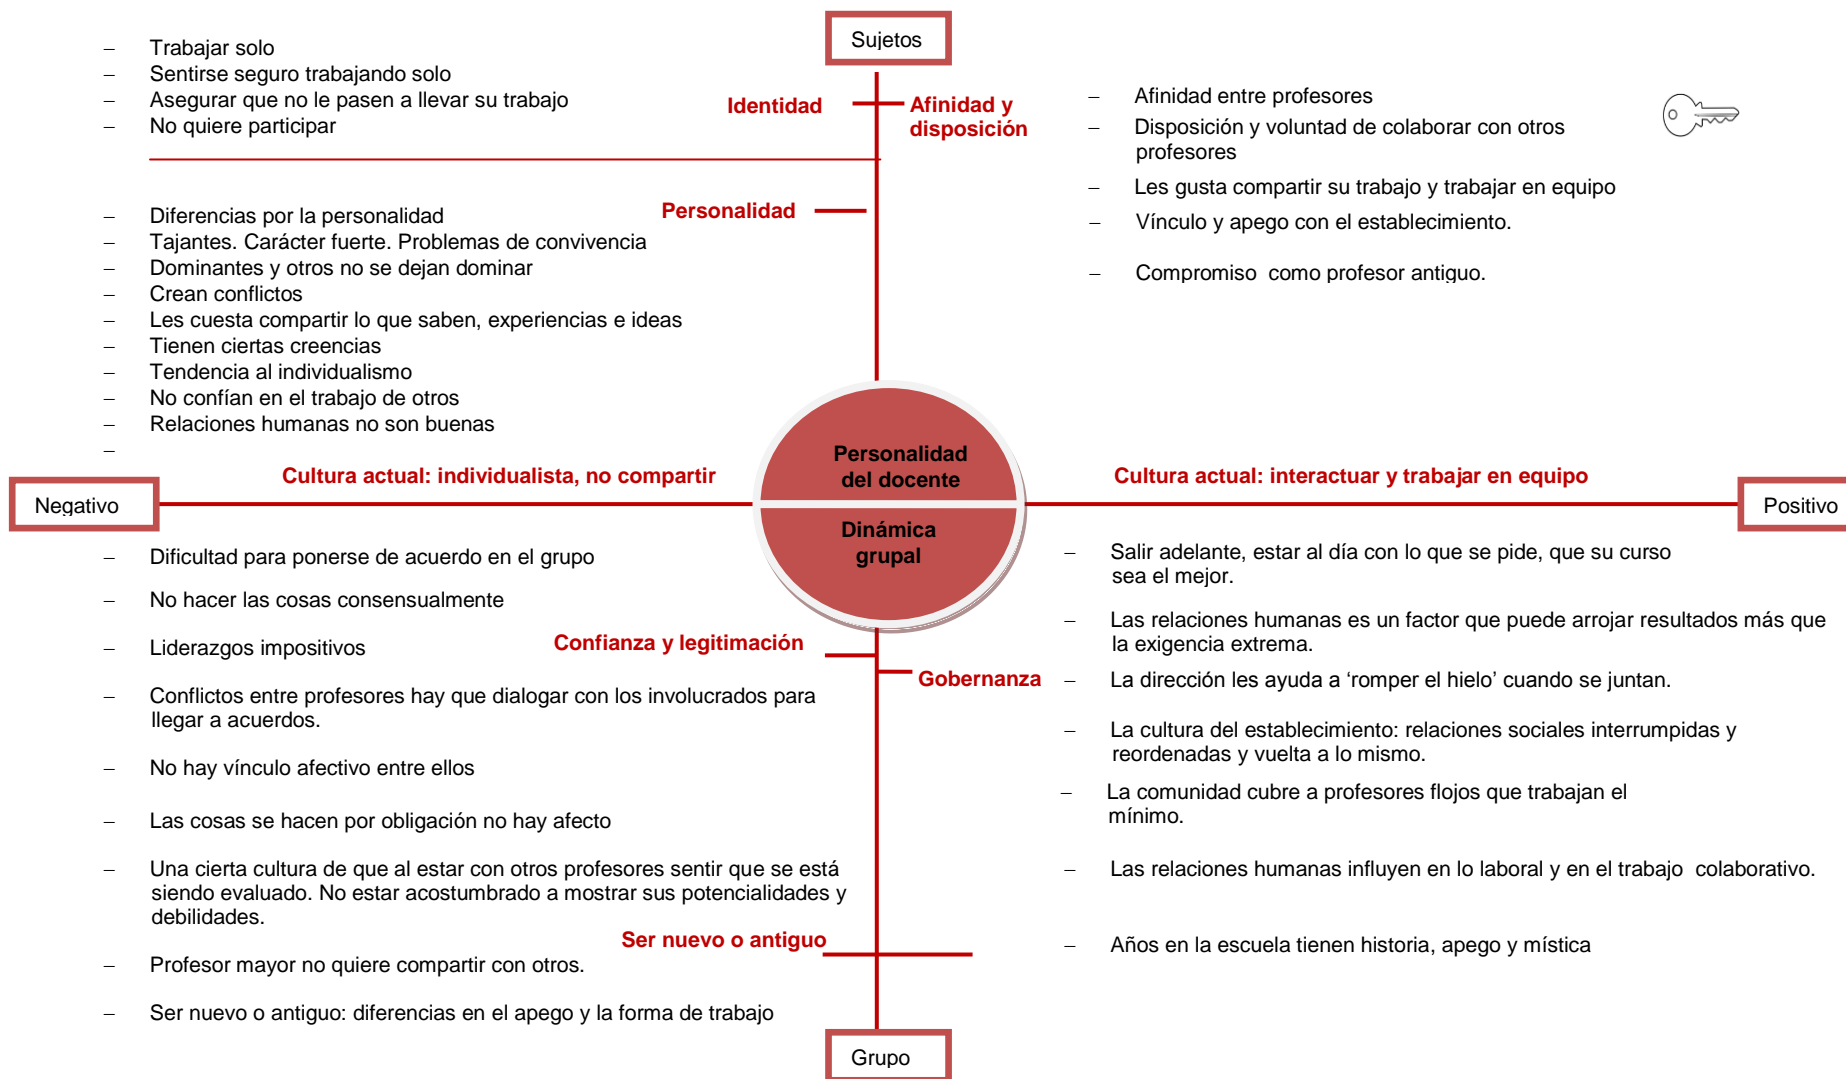 Sujetos
– Trabajar solo
– Sentirse seguro trabajando solo
– Asegurar que no le pasen a llevar su trabajo
– No quiere participar
Identidad
Afinidad y
disposición
– Afinidad entre profesores
– Disposición y voluntad de colaborar con otros
profesores
– Les gusta compartir su trabajo y trabajar en equipo
– Vínculo y apego con el establecimiento.
– Compromiso  como profesor antiguo.
Personalidad
– Diferencias por la personalidad
– Tajantes. Carácter fuerte. Problemas de convivencia
– Dominantes y otros no se dejan dominar
– Crean conflictos
– Les cuesta compartir lo que saben, experiencias e ideas
– Tienen ciertas creencias
– Tendencia al individualismo
– No confían en el trabajo de otros
– Relaciones humanas no son buenas
–
Personalidad
del docente
Cultura actual: individualista, no compartir
Cultura actual: interactuar y trabajar en equipo
Negativo
Positivo
Dinámica
grupal
– Dificultad para ponerse de acuerdo en el grupo
– No hacer las cosas consensualmente
– Liderazgos impositivos
– Conflictos entre profesores hay que dialogar con los involucrados para
llegar a acuerdos.
– No hay vínculo afectivo entre ellos
– Las cosas se hacen por obligación no hay afecto
– Una cierta cultura de que al estar con otros profesores sentir que se está
siendo evaluado. No estar acostumbrado a mostrar sus potencialidades y
debilidades.
– Profesor mayor no quiere compartir con otros.
– Ser nuevo o antiguo: diferencias en el apego y la forma de trabajo
Confianza y legitimación
Gobernanza
Ser nuevo o antiguo
– Salir adelante, estar al día con lo que se pide, que su curso
sea el mejor.
– Las relaciones humanas es un factor que puede arrojar resultados más que
la exigencia extrema.
– La dirección les ayuda a ‘romper el hielo’ cuando se juntan.
– La cultura del establecimiento: relaciones sociales interrumpidas y
reordenadas y vuelta a lo mismo.
– La comunidad cubre a profesores flojos que trabajan el
mínimo.
– Las relaciones humanas influyen en lo laboral y en el trabajo  colaborativo.
– Años en la escuela tienen historia, apego y mística
Grupo